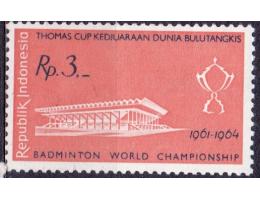 THOMAS CUP KEDJUARAAN DUNIA BULUTANGKIS
Rp. 3.-
Republik Indonesia
1961-1964
BADMINTON WORLD CHAMPIONSHIP